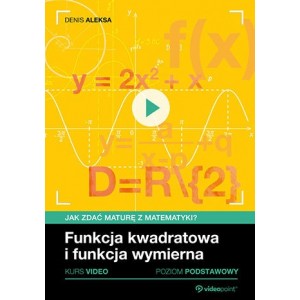 DENIS ALEKSA
f(x)
y = 2x² + x
y = a/(x-p) + q
D=R\{2}
JAK ZDAĆ MATURĘ Z MATEMATYKI?
Funkcja kwadratowa
i funkcja wymierna
KURS VIDEO POZIOM PODSTAWOWY
videopoint